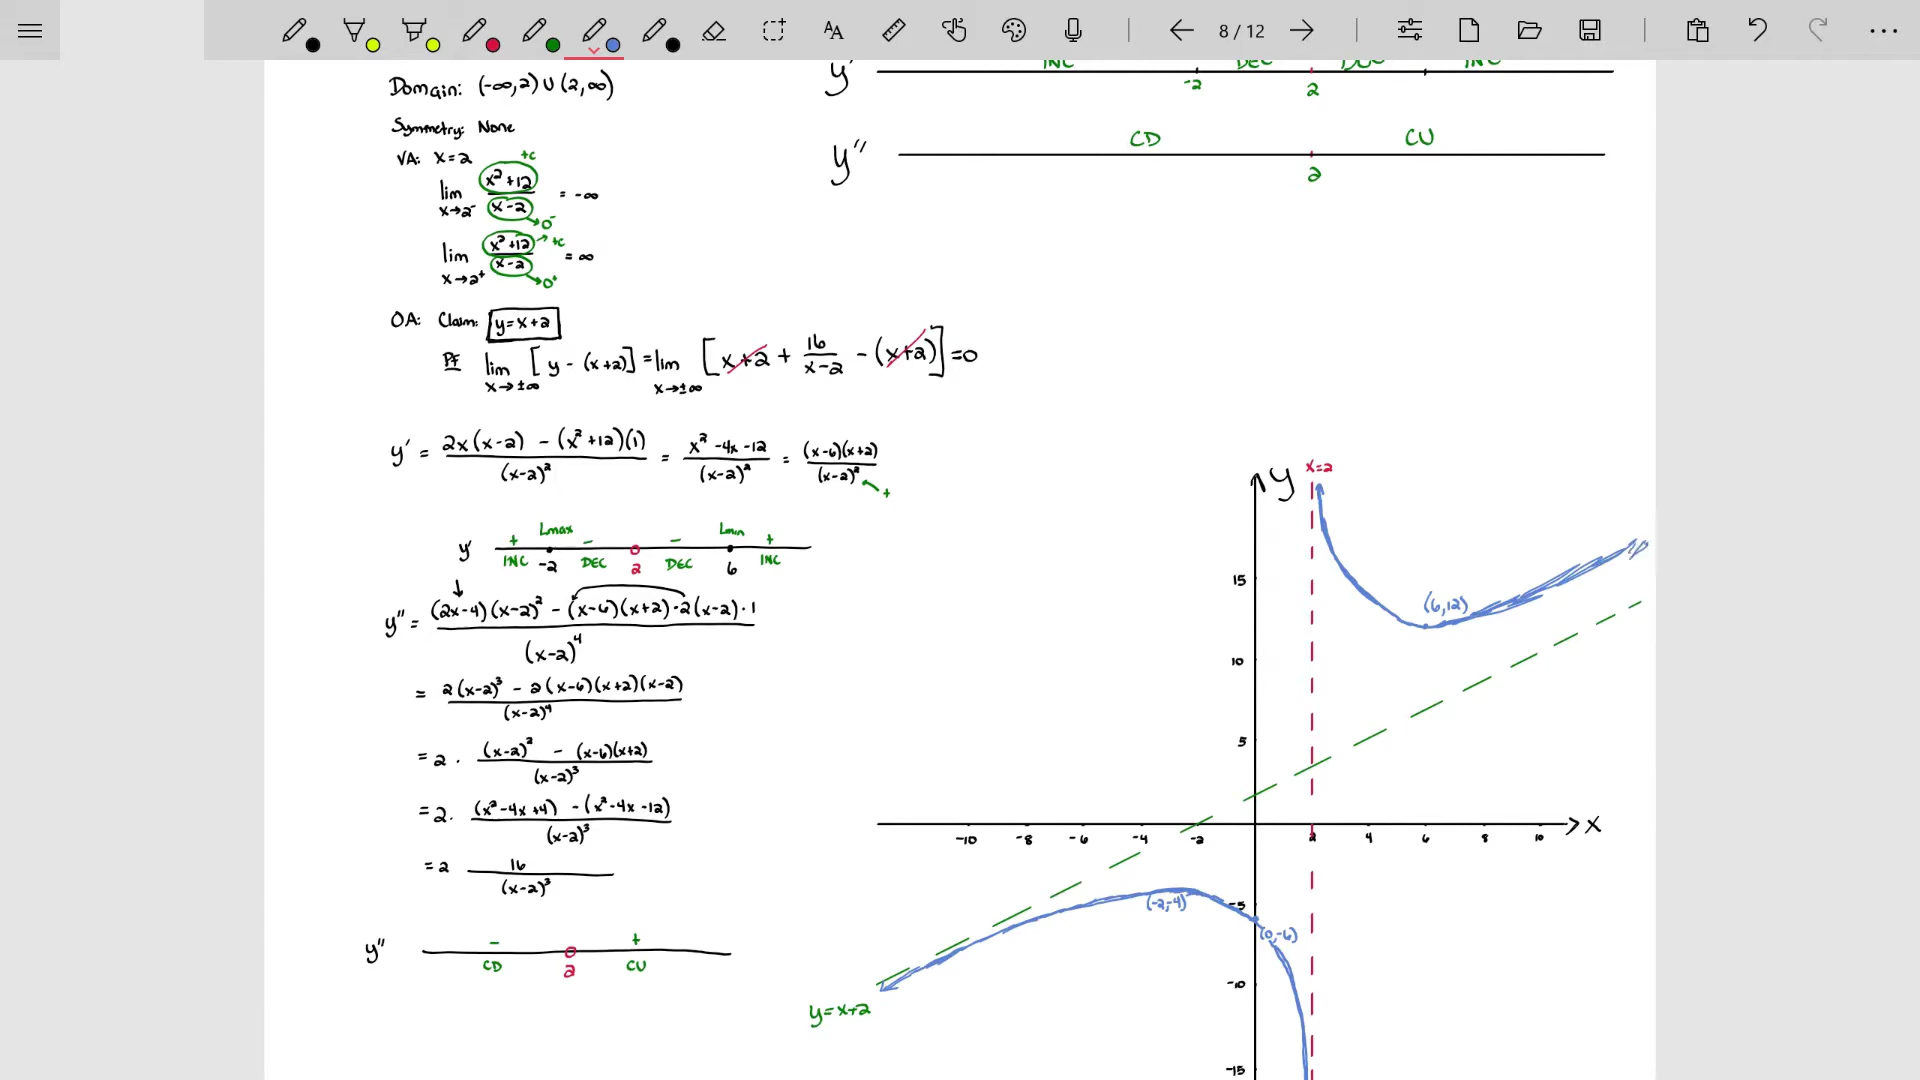 8 / 12
Domain: (-∞, 2) ∪ (2, ∞)
Symmetry: None
VA: x = 2
+c
lim x→2⁻ (x² + 12)/(x - 2) = -∞
→0⁻
lim x→2⁺ (x² + 12)/(x - 2) = ∞
→+c
→0⁺
OA: Claim: y = x + 2
Pf lim x→±∞ [y - (x+2)] = lim x→±∞ [x+2 + 16/(x-2) - (x+2)] = 0
y' = (2x(x-2) - (x²+12)(1))/(x-2)² = (x² - 4x - 12)/(x-2)² = ((x-6)(x+2))/(x-2)²
+
Lmax Lmin
+ - - +
y'
INC -2 DEC 2 DEC 6 INC
y'' = ((2x-4)(x-2)² - (x-6)(x+2)·2(x-2)·1)/(x-2)⁴
= (2(x-2)³ - 2(x-6)(x+2)(x-2))/(x-2)⁴
= 2 · ((x-2)² - (x-6)(x+2))/(x-2)³
= 2 · ((x²-4x+4) - (x²-4x-12))/(x-2)³
= 2 16/(x-2)³
y'' - 0 +
CD 2 CU
y' INC DEC DEC INC
-2 2
y'' CD CU
2
y x=2
15
(6,12)
10
5
x
-10 -8 -6 -4 -2 2 4 6 8 10
(-2,-4) -5
(0,-6)
-10
y = x+2
-15